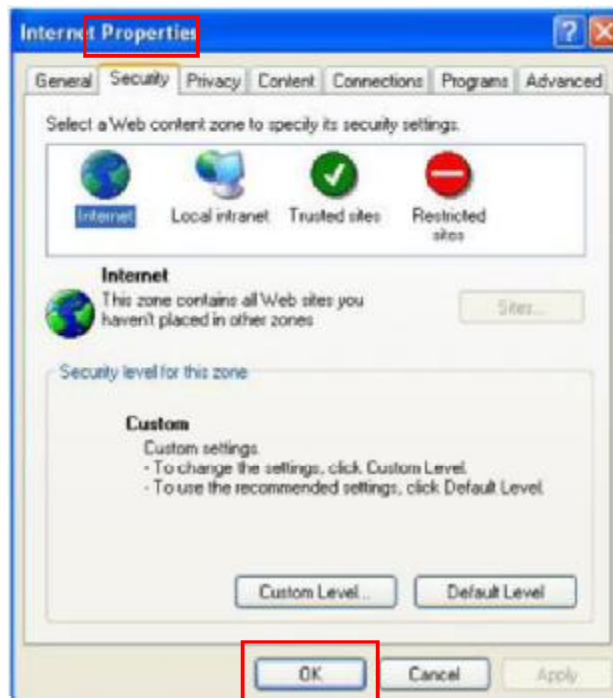 Internet Properties
General Security Privacy Content Connections Programs Advanced
Select a Web content zone to specify its security settings.
Internet Local intranet Trusted sites Restricted sites
Internet
This zone contains all Web sites you
haven't placed in other zones
Sites...
Security level for this zone
Custom
Custom settings.
- To change the settings, click Custom Level.
- To use the recommended settings, click Default Level.
Custom Level... Default Level
OK Cancel Apply